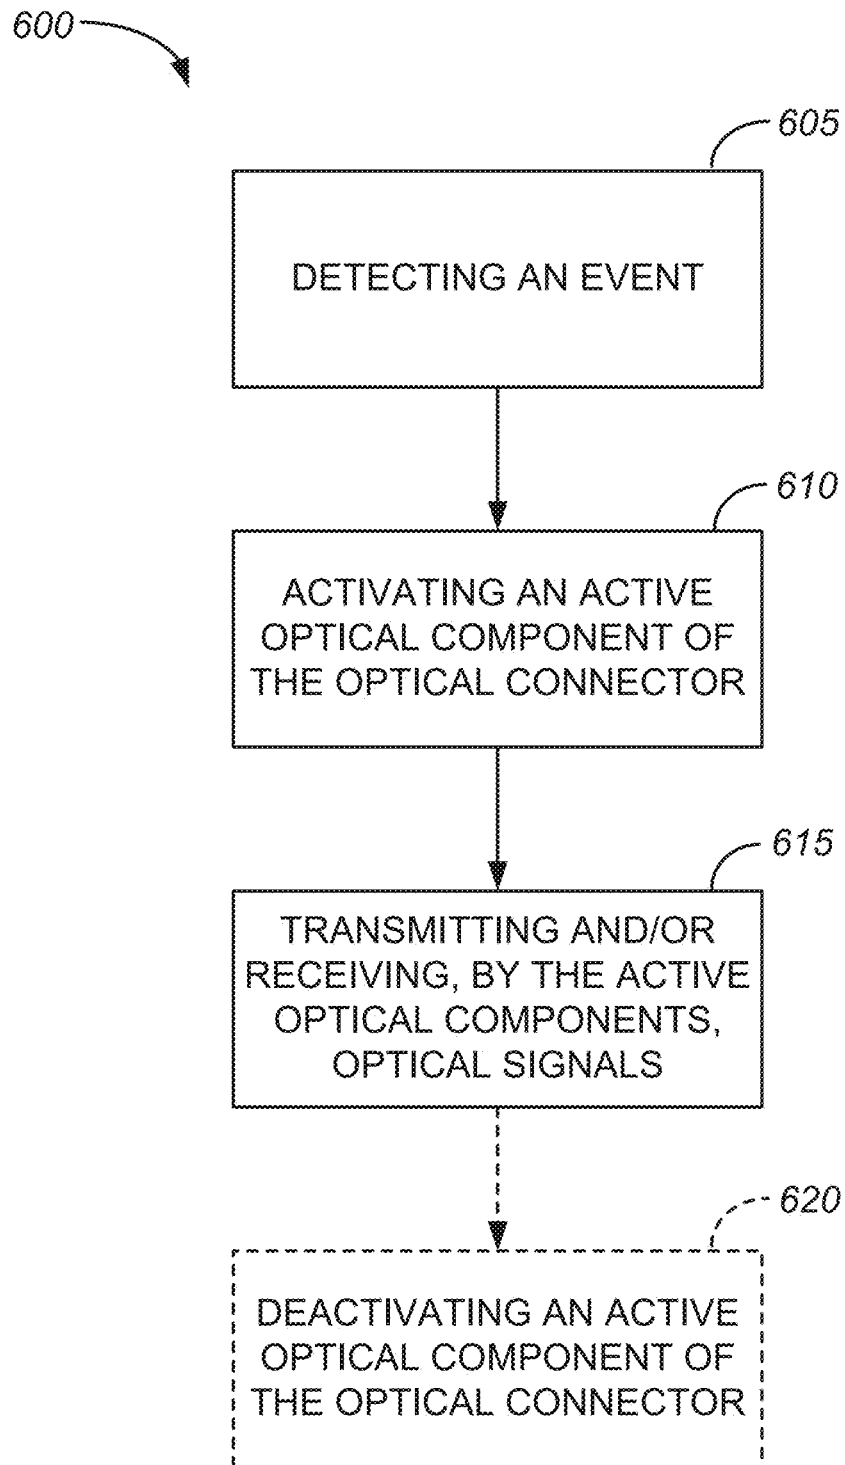 600
605
DETECTING AN EVENT
610
ACTIVATING AN ACTIVE
OPTICAL COMPONENT OF
THE OPTICAL CONNECTOR
615
TRANSMITTING AND/OR
RECEIVING, BY THE ACTIVE
OPTICAL COMPONENTS,
OPTICAL SIGNALS
620
DEACTIVATING AN ACTIVE
OPTICAL COMPONENT OF
THE OPTICAL CONNECTOR